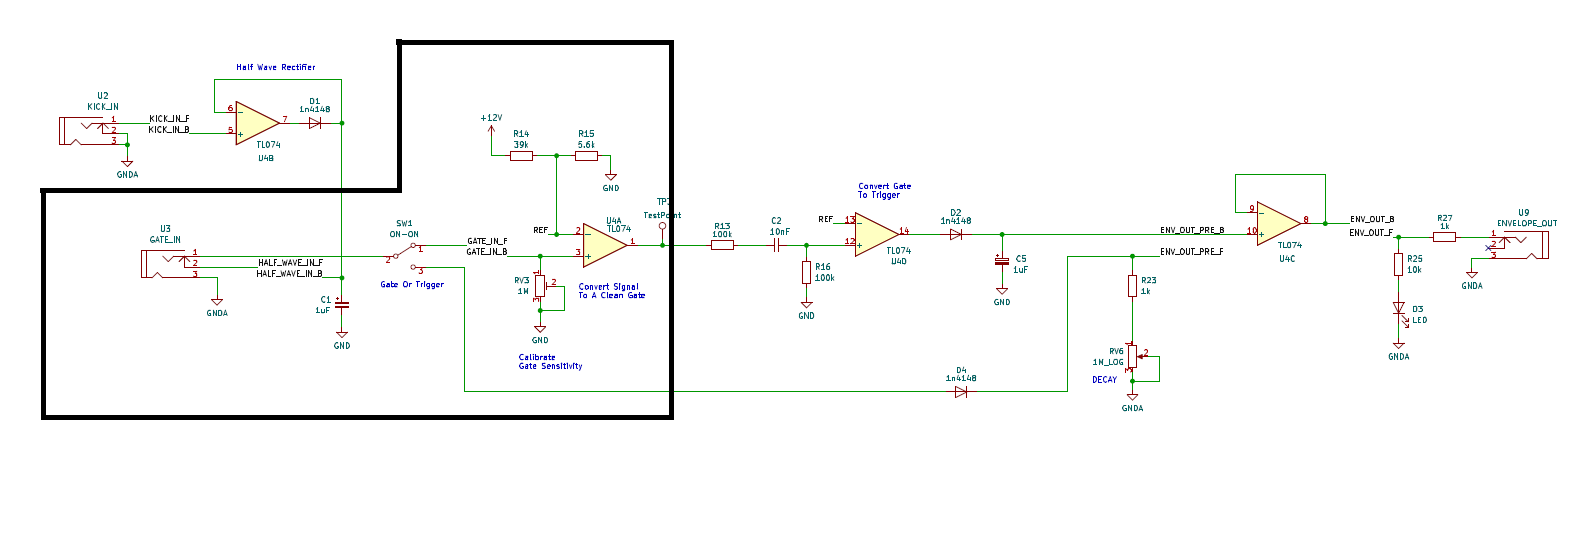 Half Wave Rectifier
U2
KICK_IN
1
2
3
KICK_IN_F
KICK_IN_B
GNDA
6
5
7
−
+
TL074
U4B
D1
1n4148
U3
GATE_IN
1
2
3
HALF_WAVE_IN_F
HALF_WAVE_IN_B
GNDA
C1
1uF
+
GND
SW1
ON-ON
2
1
3
Gate Or Trigger
GATE_IN_F
GATE_IN_B
+12V
R14
39k
R15
5.6k
GND
REF
2
3
1
−
+
U4A
TL074
TP1
TestPoint
RV3
1M
1
2
3
GND
Convert Signal
To A Clean Gate
Calibrate
Gate Sensitivity
R13
100k
C2
10nF
R16
100k
GND
Convert Gate
To Trigger
REF
13
12
14
−
+
TL074
U4D
D2
1n4148
+
C5
1uF
GND
D4
1n4148
ENV_OUT_PRE_B
ENV_OUT_PRE_F
R23
1k
RV6
1M_LOG
1
2
3
DECAY
GNDA
9
10
8
−
+
TL074
U4C
ENV_OUT_B
ENV_OUT_F
R27
1k
R25
10k
D3
LED
GNDA
U9
ENVELOPE_OUT
1
2
3
GNDA